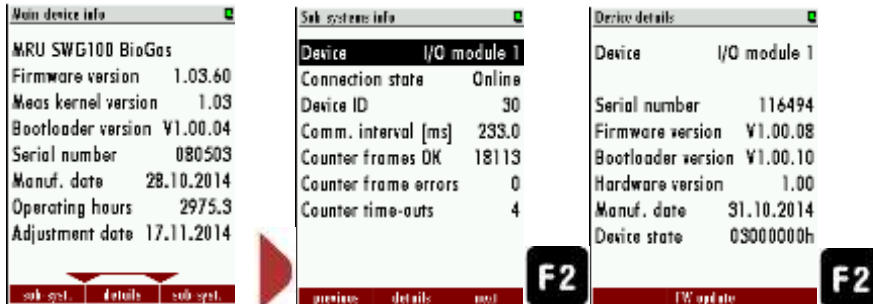 Main device info
MRU SWG100 BioGas
Firmware version 1.03.60
Meas kernel version 1.03
Bootloader version V1.00.04
Serial number 080503
Manuf. date 28.10.2014
Operating hours 2975.3
Adjustment date 17.11.2014
sub-syst. details sub-syst.
Sub systems info
Device I/O module 1
Connection state Online
Device ID 30
Comm. interval [ms] 233.0
Counter frames OK 18113
Counter frame errors 0
Counter time-outs 4
previous details next
F2
Device details
Device I/O module 1
Serial number 116494
Firmware version V1.00.08
Bootloader version V1.00.10
Hardware version 1.00
Manuf. date 31.10.2014
Device state 03000000h
FW update
F2